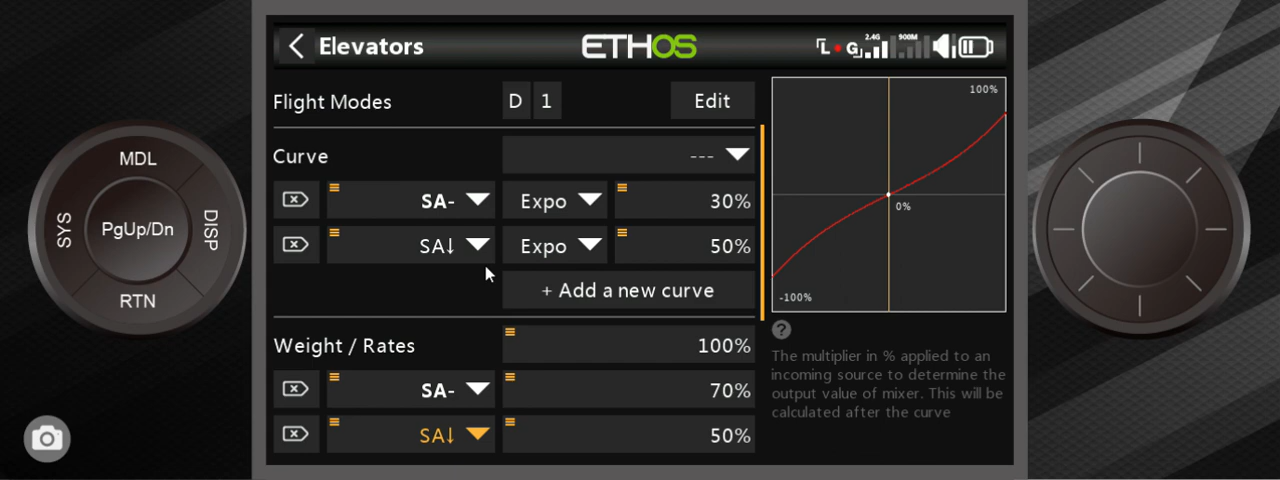 Elevators
ETHOS
L G 2.4G 900M
Flight Modes D 1 Edit
Curve ---
SA- Expo 30%
SA↓ Expo 50%
+ Add a new curve
Weight / Rates 100%
SA- 70%
SA↓ 50%
100%
0%
-100%
?
The multiplier in % applied to an
incoming source to determine the
output value of mixer. This will be
calculated after the curve
MDL
SYS
PgUp/Dn
DISP
RTN